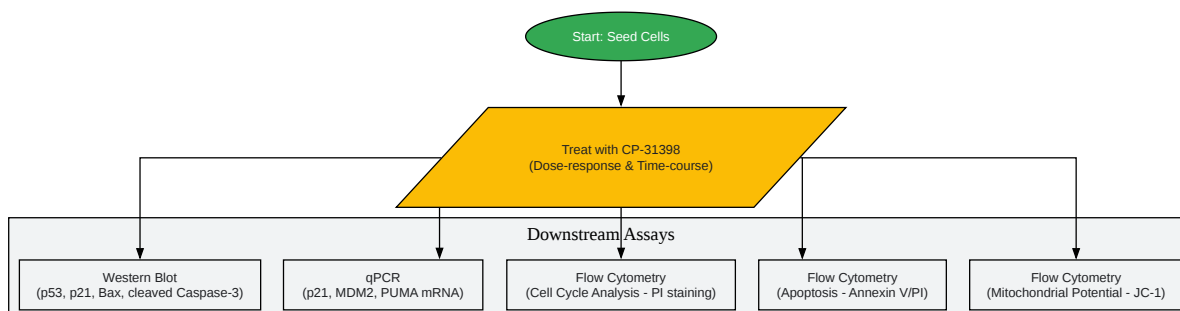 Start: Seed Cells
Treat with CP-31398
(Dose-response & Time-course)
Downstream Assays
Western Blot
(p53, p21, Bax, cleaved Caspase-3)
qPCR
(p21, MDM2, PUMA mRNA)
Flow Cytometry
(Cell Cycle Analysis - PI staining)
Flow Cytometry
(Apoptosis - Annexin V/PI)
Flow Cytometry
(Mitochondrial Potential - JC-1)